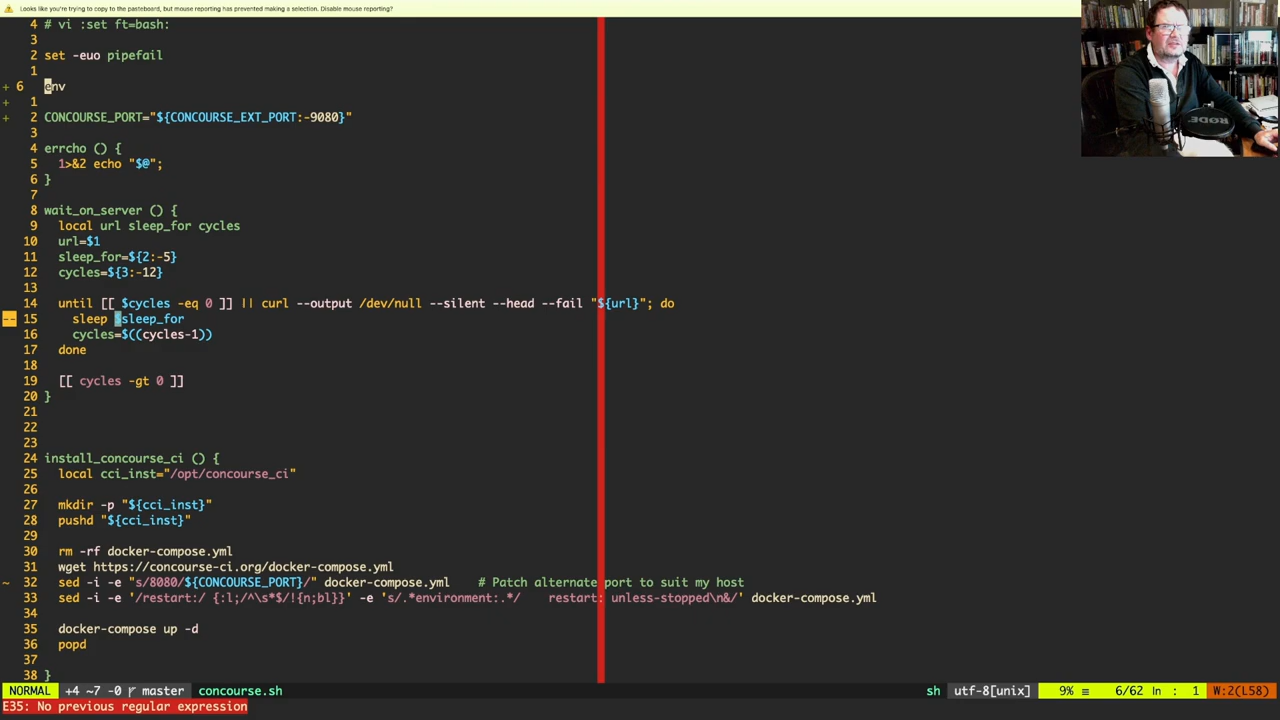 Looks like you're trying to copy to the pasteboard, but mouse reporting has prevented making a selection. Disable mouse reporting?
4 # vi :set ft=bash:
3
2 set -euo pipefail
1
+ 6 env
+ 1
+ 2 CONCOURSE_PORT="${CONCOURSE_EXT_PORT:-9080}"
3
4 errcho () {
5 1>&2 echo "$@";
6 }
7
8 wait_on_server () {
9 local url sleep_for cycles
10 url=$1
11 sleep_for=${2:-5}
12 cycles=${3:-12}
13
14 until [[ $cycles -eq 0 ]] || curl --output /dev/null --silent --head --fail "${url}"; do
-- 15 sleep $sleep_for
16 cycles=$((cycles-1))
17 done
18
19 [[ cycles -gt 0 ]]
20 }
21
22
23
24 install_concourse_ci () {
25 local cci_inst="/opt/concourse_ci"
26
27 mkdir -p "${cci_inst}"
28 pushd "${cci_inst}"
29
30 rm -rf docker-compose.yml
31 wget https://concourse-ci.org/docker-compose.yml
~ 32 sed -i -e "s/8080/${CONCOURSE_PORT}/" docker-compose.yml # Patch alternate port to suit my host
33 sed -i -e '/restart:/ {:l;/^\s*$/!{n;bl}}' -e 's/.*environment:.*/ restart: unless-stopped\n&/' docker-compose.yml
34
35 docker-compose up -d
36 popd
37
38 }
NORMAL +4 ~7 -0 master concourse.sh sh utf-8[unix] 9% ≡ 6/62 ln : 1 W:2(L58)
E35: No previous regular expression
RODE